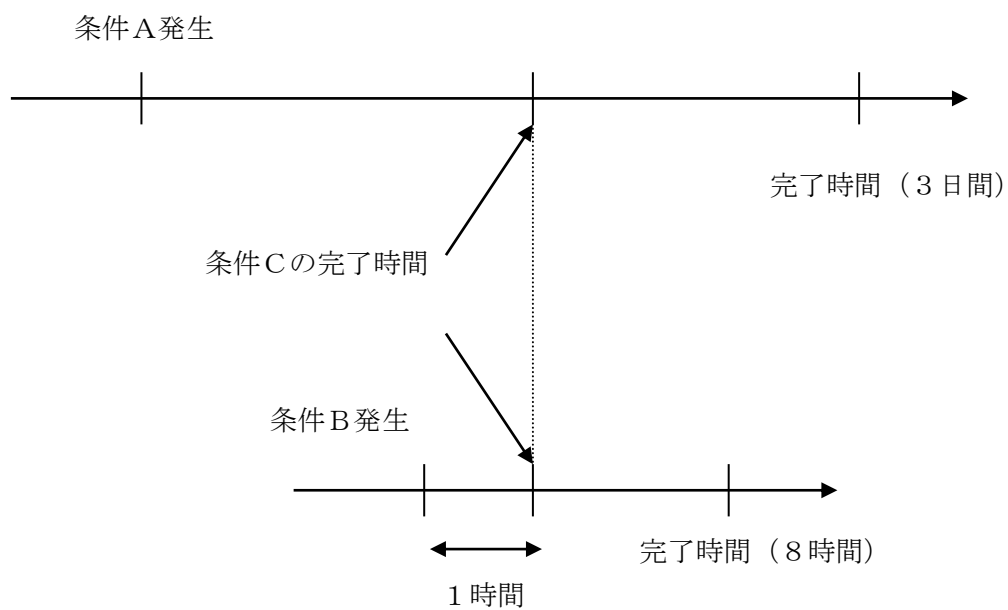 条件Ａ発生
完了時間（３日間）
条件Ｃの完了時間
条件Ｂ発生
完了時間（８時間）
１時間